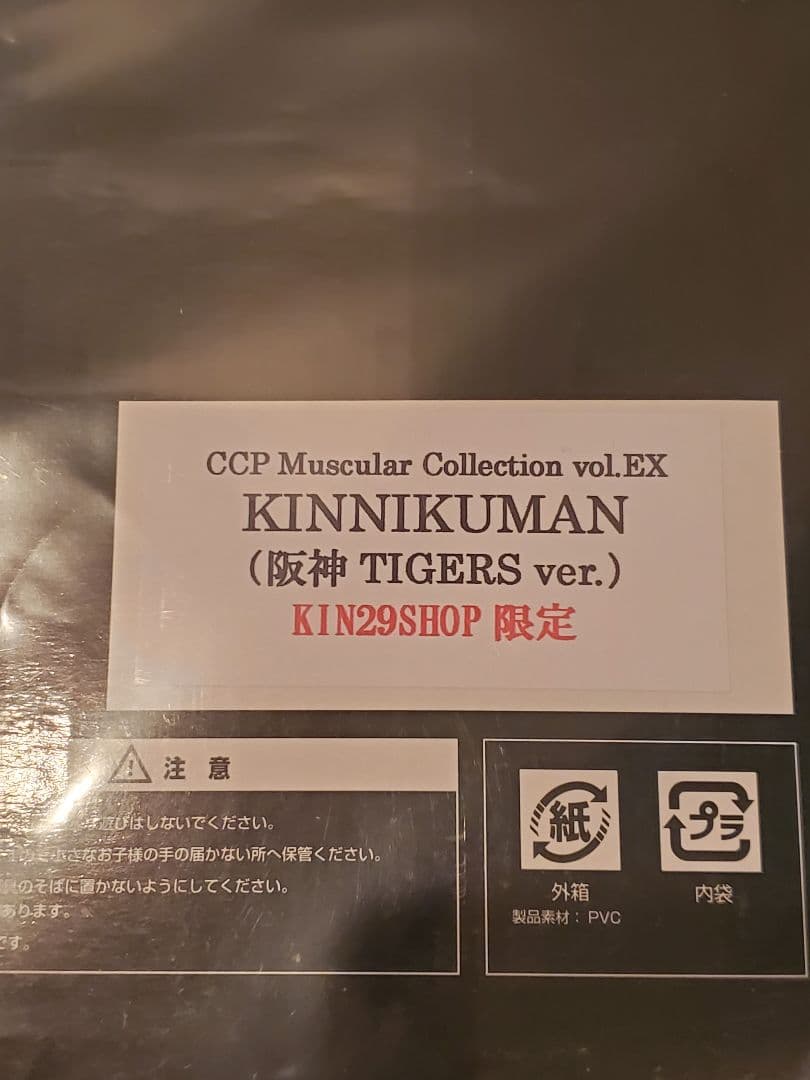 CCP Muscular Collection vol.EX
KINNIKUMAN
(阪神 TIGERS ver.)
KIN29SHOP 限定
注 意
遊びはしないでください。
小さなお子様の手の届かない所へ保管ください。
のそばに置かないようにしてください。
あります。
です。
紙
プラ
外箱
内袋
製品素材：PVC